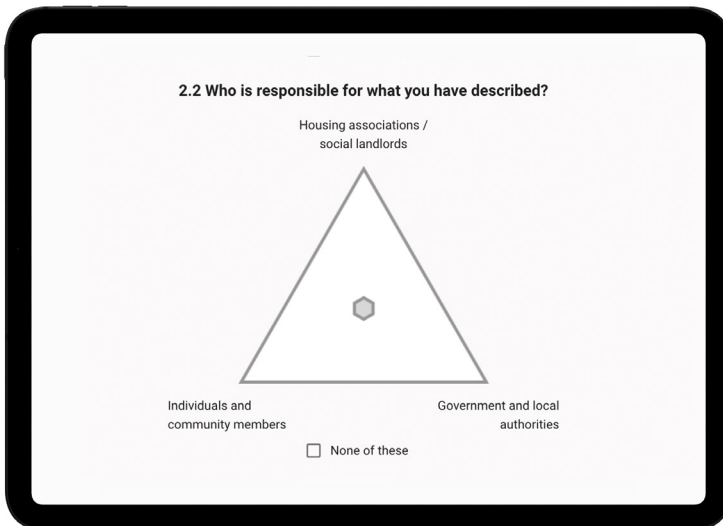 2.2 Who is responsible for what you have described?
Housing associations /
social landlords
Individuals and
community members
Government and local
authorities
None of these